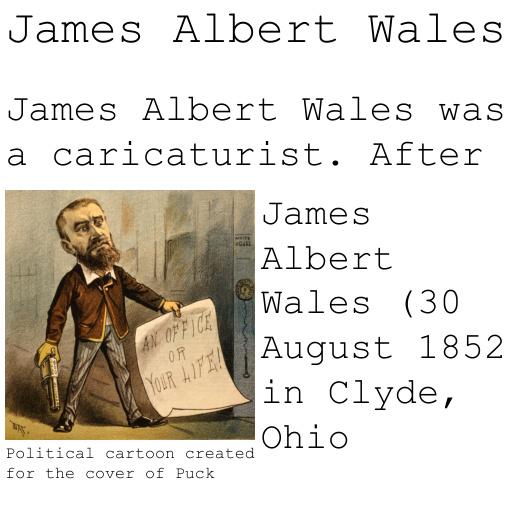 James Albert Wales
James Albert Wales was
a caricaturist. After
AN OFFICE
OR
YOUR LIFE!
James
Albert
Wales (30
August 1852
in Clyde,
Ohio
Political cartoon created
for the cover of Puck